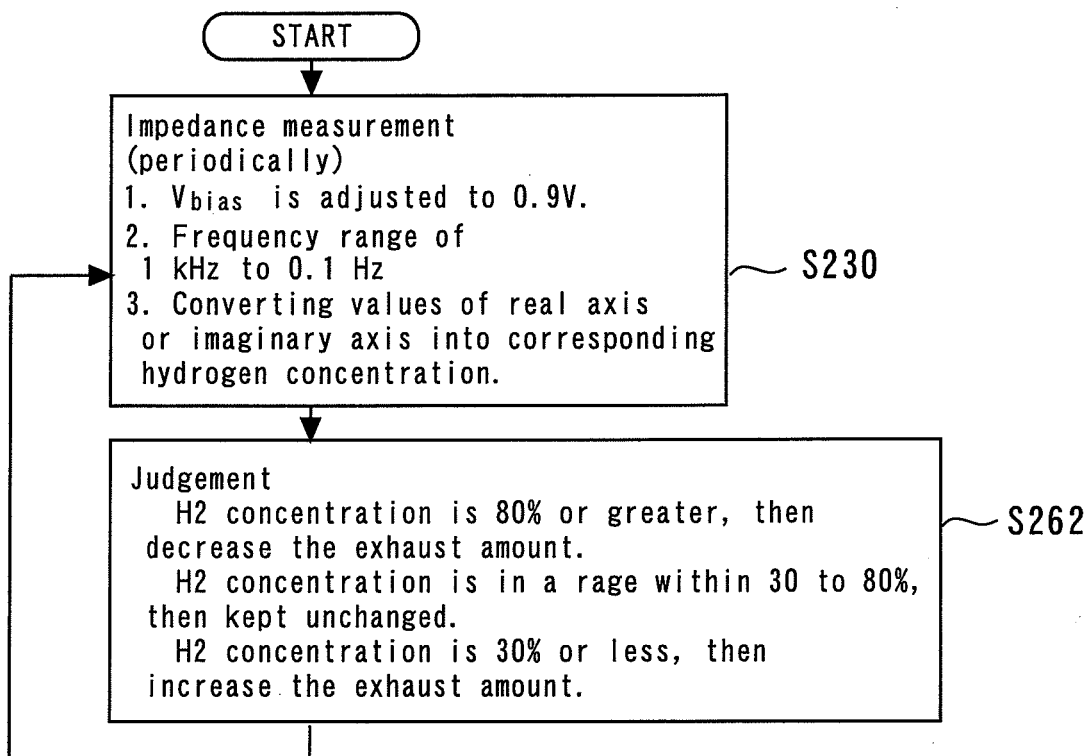 START
Impedance measurement
(periodically)
1. Vbias is adjusted to 0.9V.
2. Frequency range of
1 kHz to 0.1 Hz
3. Converting values of real axis
or imaginary axis into corresponding
hydrogen concentration.
S230
Judgement
H2 concentration is 80% or greater, then
decrease the exhaust amount.
H2 concentration is in a rage within 30 to 80%,
then kept unchanged.
H2 concentration is 30% or less, then
increase the exhaust amount.
S262